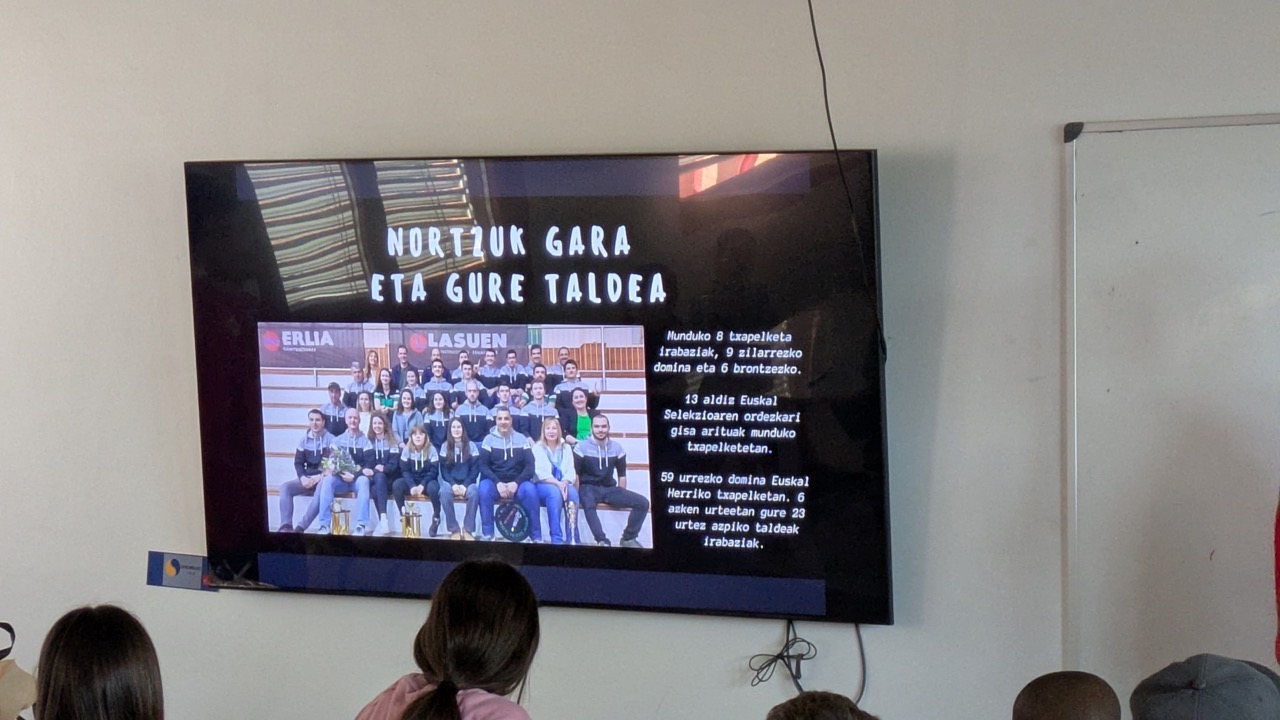 NORTZUK GARA
ETA GURE TALDEA
ERLIA
LASUEN
Munduko 8 txapelketa
irabaziak, 9 zilarrezko
domina eta 6 brontzezko.
13 aldiz Euskal
Selekzioaren ordezkari
gisa arituak munduko
txapelketetan.
59 urrezko domina Euskal
Herriko txapelketan. 6
azken urteetan gure 23
urtez azpiko taldeak
irabaziak.